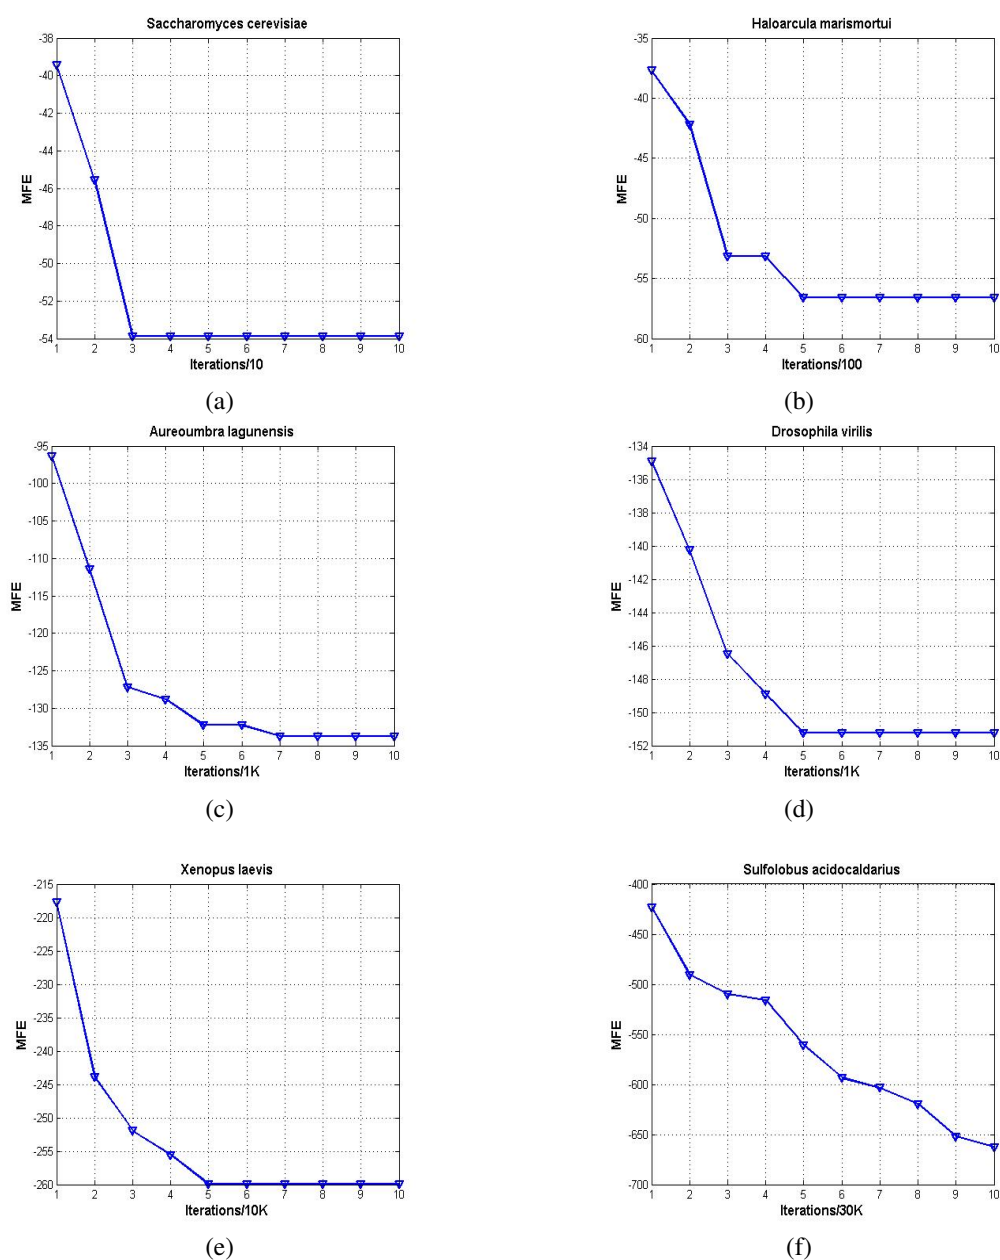 Saccharomyces cerevisiae
-38
-40
-42
-44
-46
-48
-50
-52
-54
MFE
1 2 3 4 5 6 7 8 9 10
Iterations/10
(a)
Haloarcula marismortui
-35
-40
-45
-50
-55
-60
MFE
1 2 3 4 5 6 7 8 9 10
Iterations/100
(b)
Aureoumbra lagunensis
-95
-100
-105
-110
-115
-120
-125
-130
-135
MFE
1 2 3 4 5 6 7 8 9 10
Iterations/1K
(c)
Drosophila virilis
-134
-136
-138
-140
-142
-144
-146
-148
-150
-152
MFE
1 2 3 4 5 6 7 8 9 10
Iterations/1K
(d)
Xenopus laevis
-215
-220
-225
-230
-235
-240
-245
-250
-255
-260
MFE
1 2 3 4 5 6 7 8 9 10
Iterations/10K
(e)
Sulfolobus acidocaldarius
-400
-450
-500
-550
-600
-650
-700
MFE
1 2 3 4 5 6 7 8 9 10
Iterations/30K
(f)